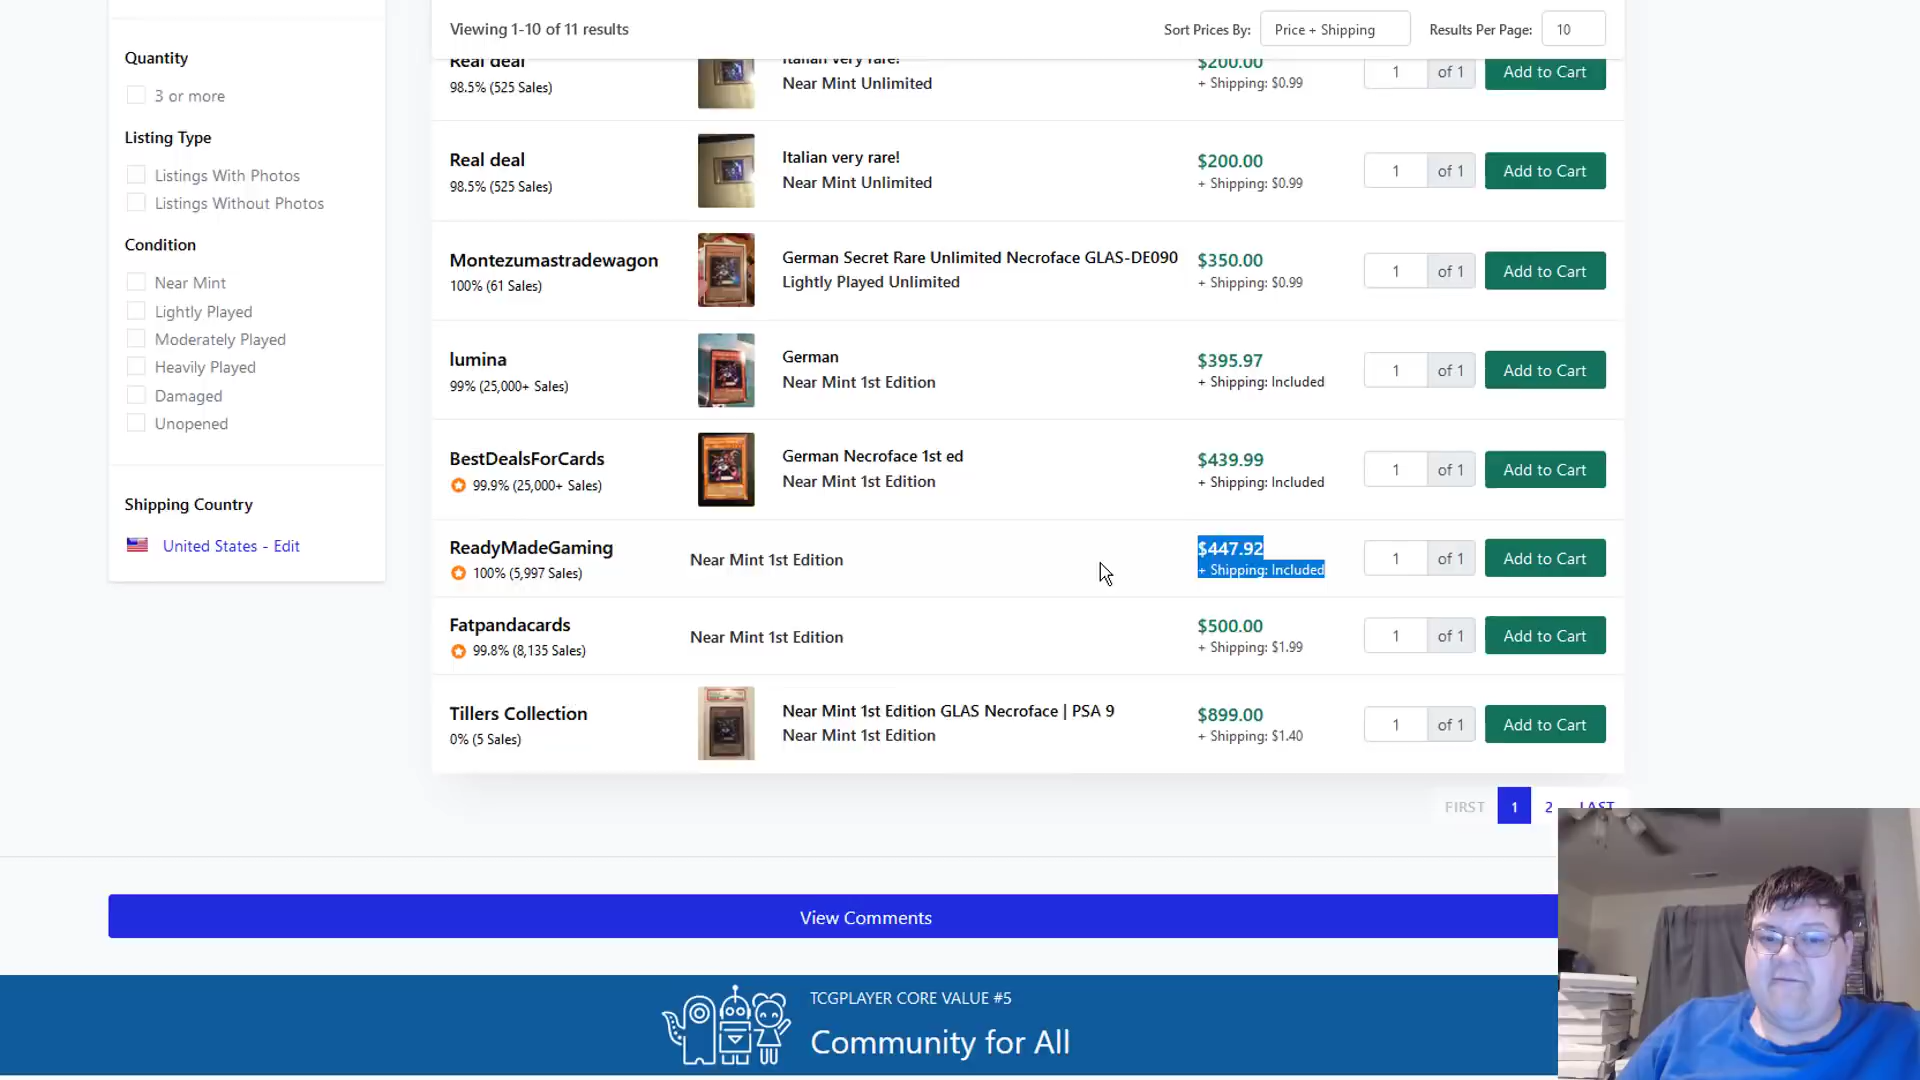 Quantity
3 or more
Listing Type
Listings With Photos
Listings Without Photos
Condition
Near Mint
Lightly Played
Moderately Played
Heavily Played
Damaged
Unopened
Shipping Country
United States - Edit
Viewing 1-10 of 11 results
Sort Prices By: Price + Shipping Results Per Page: 10
Real deal
98.5% (525 Sales)
Italian very rare!
Near Mint Unlimited
$200.00
+ Shipping: $0.99
1 of 1 Add to Cart
Real deal
98.5% (525 Sales)
Italian very rare!
Near Mint Unlimited
$200.00
+ Shipping: $0.99
1 of 1 Add to Cart
Montezumastradewagon
100% (61 Sales)
German Secret Rare Unlimited Necroface GLAS-DE090
Lightly Played Unlimited
$350.00
+ Shipping: $0.99
1 of 1 Add to Cart
lumina
99% (25,000+ Sales)
German
Near Mint 1st Edition
$395.97
+ Shipping: Included
1 of 1 Add to Cart
BestDealsForCards
99.9% (25,000+ Sales)
German Necroface 1st ed
Near Mint 1st Edition
$439.99
+ Shipping: Included
1 of 1 Add to Cart
ReadyMadeGaming
100% (5,997 Sales)
Near Mint 1st Edition
$447.92
+ Shipping: Included
1 of 1 Add to Cart
Fatpandacards
99.8% (8,135 Sales)
Near Mint 1st Edition
$500.00
+ Shipping: $1.99
1 of 1 Add to Cart
Tillers Collection
0% (5 Sales)
Near Mint 1st Edition GLAS Necroface | PSA 9
Near Mint 1st Edition
$899.00
+ Shipping: $1.40
1 of 1 Add to Cart
FIRST 1 2 LAST
View Comments
TCGPLAYER CORE VALUE #5
Community for All